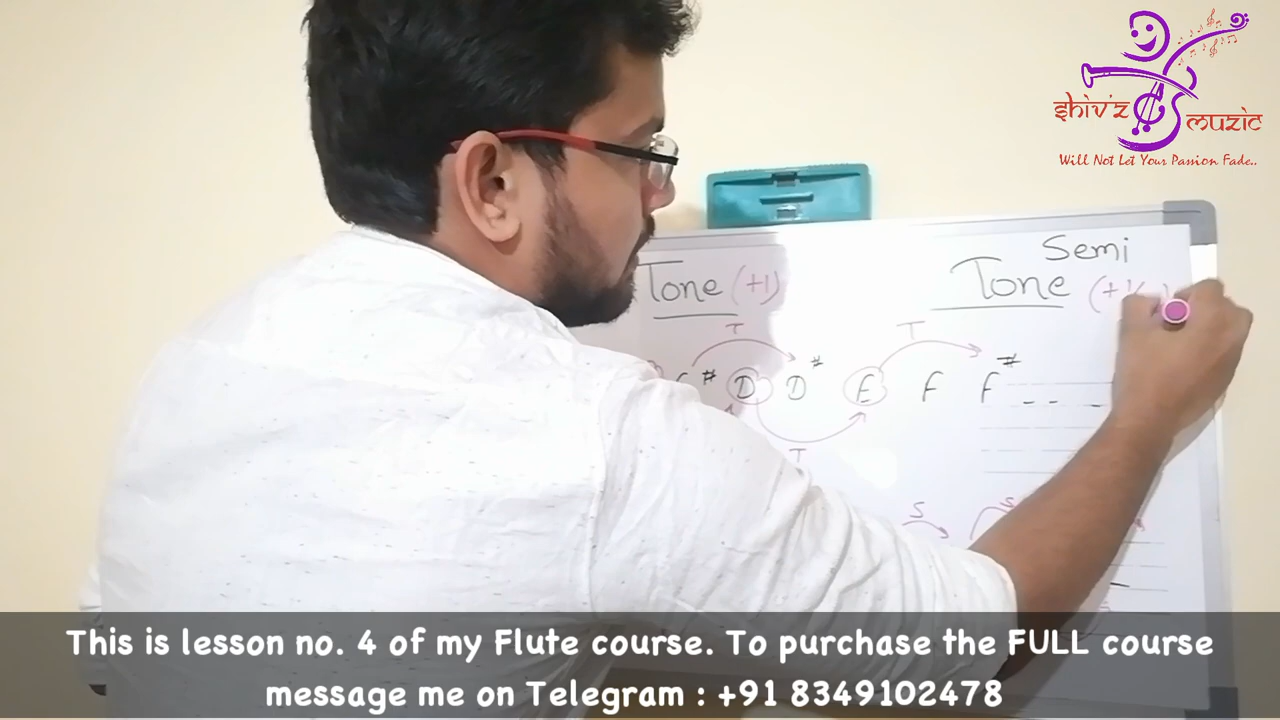 Shiv'z muzic
Will Not Let Your Passion Fade..
Semi
Tone (+1) Tone
T T
# D D# E F F#
T
S S
This is lesson no. 4 of my Flute course. To purchase the FULL course
message me on Telegram : +91 8349102478